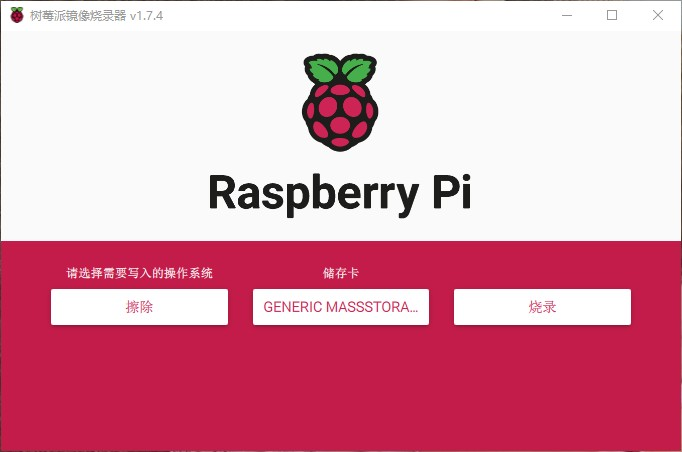 树莓派镜像烧录器 v1.7.4
Raspberry Pi
请选择需要写入的操作系统
储存卡
擦除
GENERIC MASSSTORA...
烧录